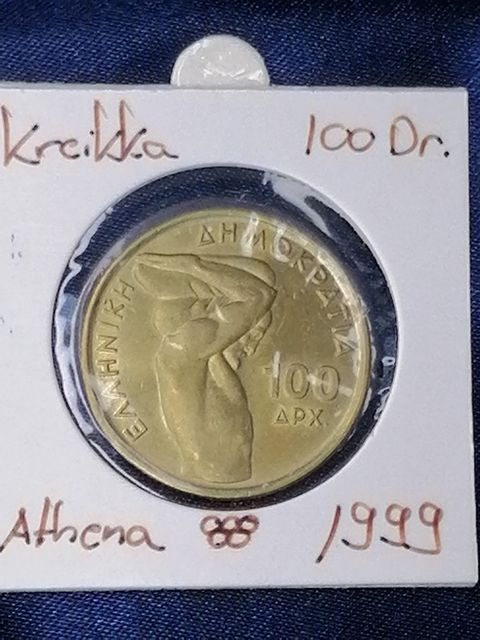 Kreikka 100 Dr.
ΕΛΛΗΝΙΚΗ ΔΗΜΟΚΡΑΤΙΑ
100
ΔΡΧ.
Athena 1999